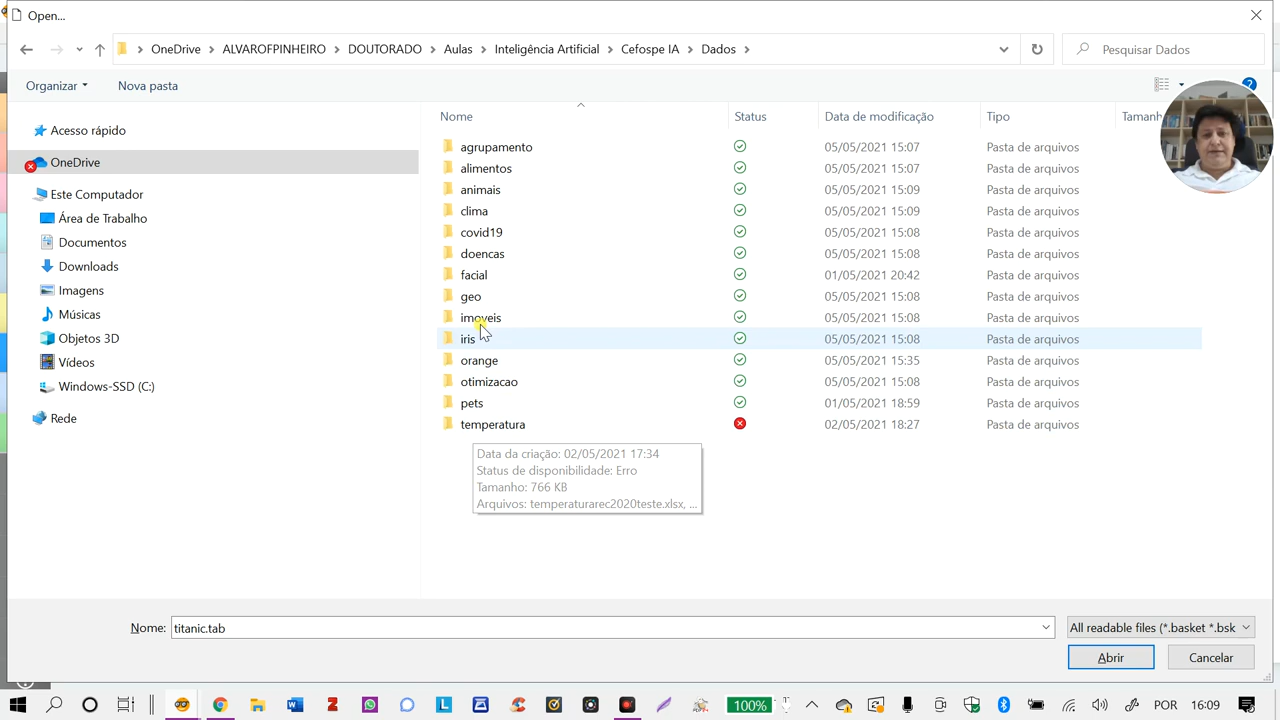 Open...
OneDrive
ALVAROFPINHEIRO
DOUTORADO
Aulas
Inteligência Artificial
Cefospe IA
Dados
Pesquisar Dados
Organizar
Nova pasta
?
Nome
Status
Data de modificação
Tipo
Tamanh
Acesso rápido
OneDrive
Este Computador
Área de Trabalho
Documentos
Downloads
Imagens
Músicas
Objetos 3D
Vídeos
Windows-SSD (C:)
Rede
agrupamento 05/05/2021 15:07 Pasta de arquivos
alimentos 05/05/2021 15:07 Pasta de arquivos
animais 05/05/2021 15:09 Pasta de arquivos
clima 05/05/2021 15:09 Pasta de arquivos
covid19 05/05/2021 15:08 Pasta de arquivos
doencas 05/05/2021 15:08 Pasta de arquivos
facial 01/05/2021 20:42 Pasta de arquivos
geo 05/05/2021 15:08 Pasta de arquivos
imoveis 05/05/2021 15:08 Pasta de arquivos
iris 05/05/2021 15:08 Pasta de arquivos
orange 05/05/2021 15:35 Pasta de arquivos
otimizacao 05/05/2021 15:08 Pasta de arquivos
pets 01/05/2021 18:59 Pasta de arquivos
temperatura 02/05/2021 18:27 Pasta de arquivos
Data da criação: 02/05/2021 17:34
Status de disponibilidade: Erro
Tamanho: 766 KB
Arquivos: temperaturarec2020teste.xlsx, ...
Nome: titanic.tab
All readable files (*.basket *.bsk
Abrir
Cancelar
100%
POR
16:09